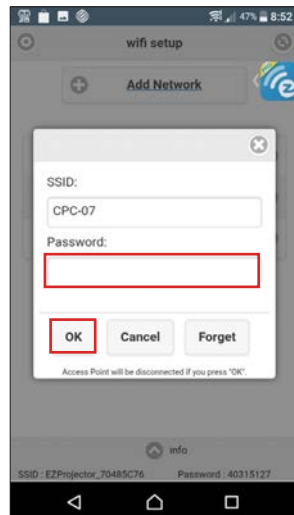 47% 8:52
wifi setup
Add Network
SSID:
CPC-07
Password:
OK Cancel Forget
Access Point will be disconnected if you press "OK".
info
SSID : EZProjector_70485C76 Password : 40315127